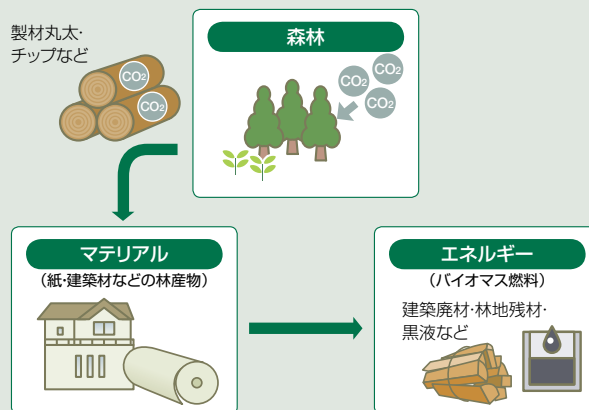 製材丸太・
チップなど
CO2
CO2
森林
CO2
CO2
CO2
マテリアル
(紙・建築材などの林産物)
エネルギー
(バイオマス燃料)
建築廃材・林地残材・
黒液など